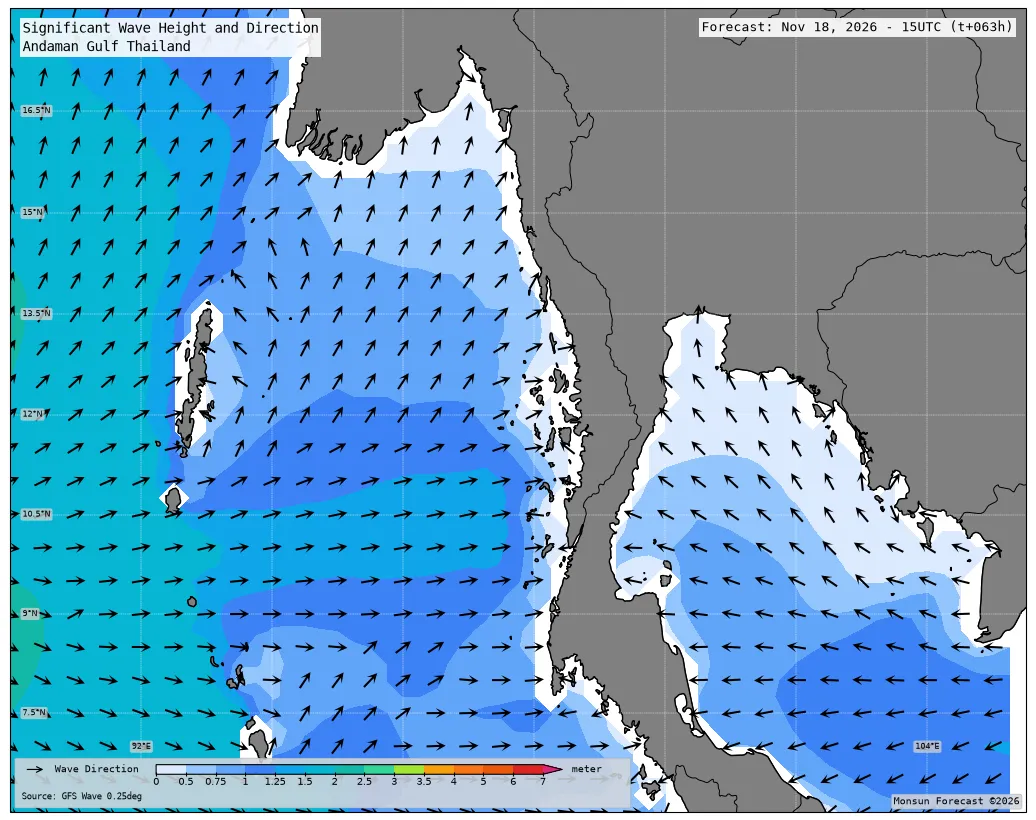 Significant Wave Height and Direction
Andaman Gulf Thailand
Forecast: Nov 18, 2026 - 15UTC (t+063h)
16.5°N
15°N
13.5°N
12°N
10.5°N
9°N
7.5°N
92°E
104°E
Wave Direction
meter
0 0.5 0.75 1 1.25 1.5 2 2.5 3 3.5 4 5 6 7
Source: GFS Wave 0.25deg
Monsun Forecast ©2026